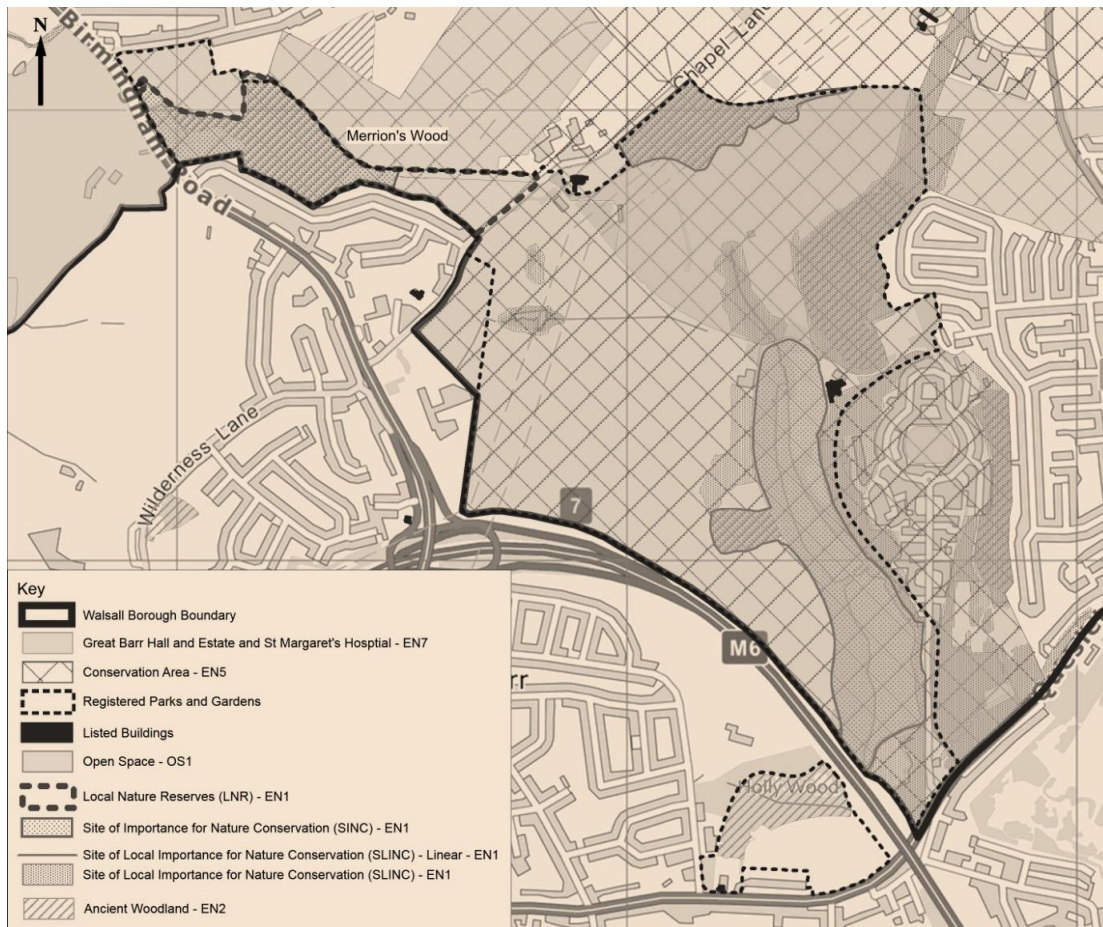 N
Birmingham Road
Chapel Lane
Merrion's Wood
Wilderness Lane
7
M6
rr
Holly Wood
Key
Walsall Borough Boundary
Great Barr Hall and Estate and St Margaret's Hosptial - EN7
Conservation Area - EN5
Registered Parks and Gardens
Listed Buildings
Open Space - OS1
Local Nature Reserves (LNR) - EN1
Site of Importance for Nature Conservation (SINC) - EN1
Site of Local Importance for Nature Conservation (SLINC) - Linear - EN1
Site of Local Importance for Nature Conservation (SLINC) - EN1
Ancient Woodland - EN2